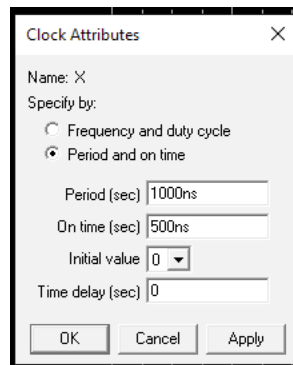 Clock Attributes
Name: X
Specify by:
Frequency and duty cycle
Period and on time
Period (sec) 1000ns
On time (sec) 500ns
Initial value 0
Time delay (sec) 0
OK Cancel Apply